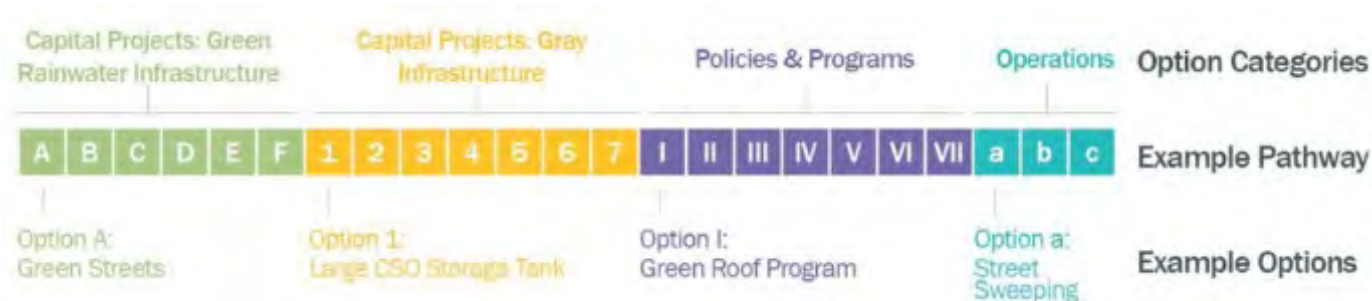 Capital Projects: Green
Rainwater Infrastructure
Capital Projects: Gray
Infrastructure
Policies & Programs
Operations
Option Categories
A B C D E F 1 2 3 4 5 6 7 I II III IV V VI VII a b c
Example Pathway
Option A:
Green Streets
Option 1:
Large CSO Storage Tank
Option I:
Green Roof Program
Option a:
Street
Sweeping
Example Options